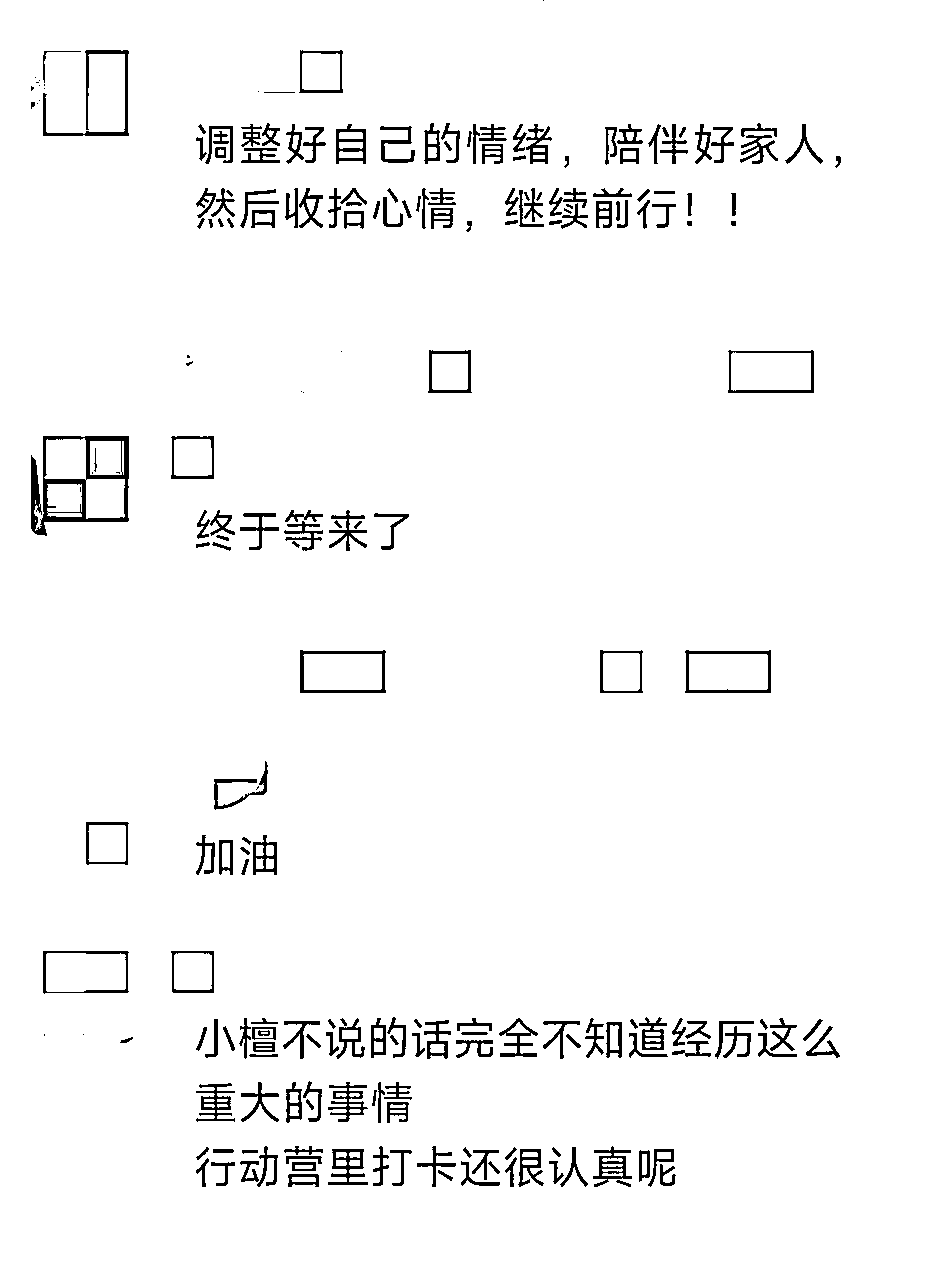 调整好自己的情绪，陪伴好家人，
然后收拾心情，继续前行！！
终于等来了
加油
小檀不说的话完全不知道经历这么
重大的事情
行动营里打卡还很认真呢